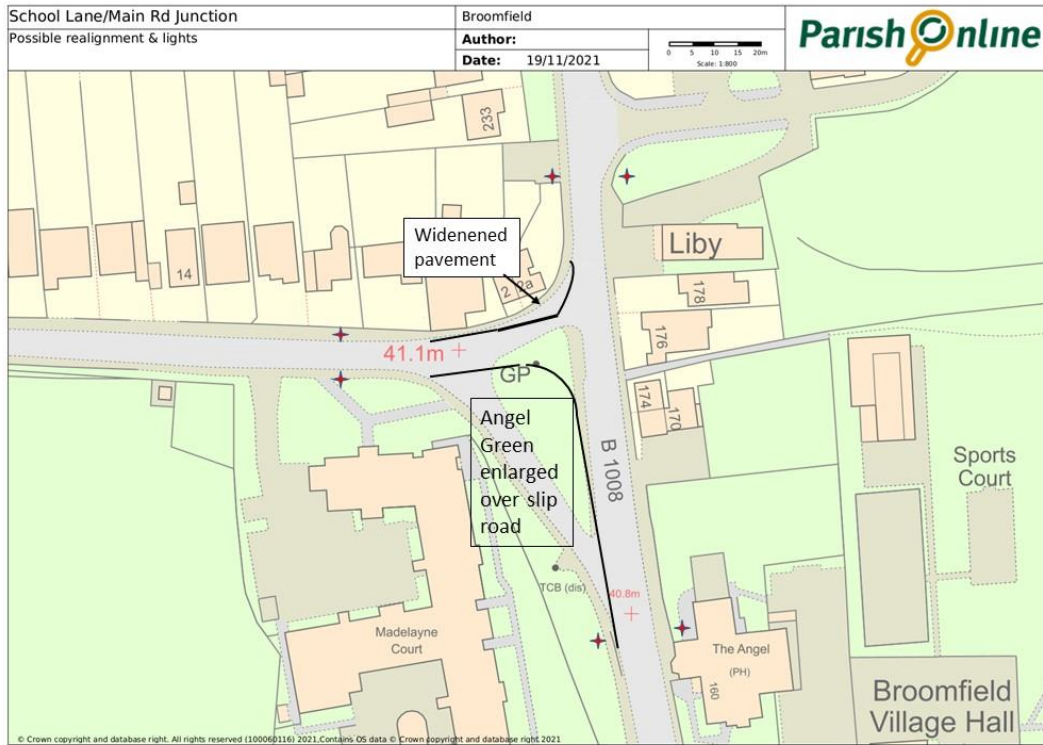 School Lane/Main Rd Junction
Possible realignment & lights
Broomfield
Author:
Date: 19/11/2021
0 5 10 15 20m
Scale: 1:800
Parish Online
233
Widenened
pavement
Liby
14
2 2a
178
176
41.1m
GP
174
170
Angel
Green
enlarged
over slip
road
B 1008
Sports
Court
TCB (dis)
40.8m
Madelayne
Court
The Angel
(PH)
160
Broomfield
Village Hall
© Crown copyright and database right. All rights reserved (100060116) 2021,Contains OS data © Crown copyright and database right 2021